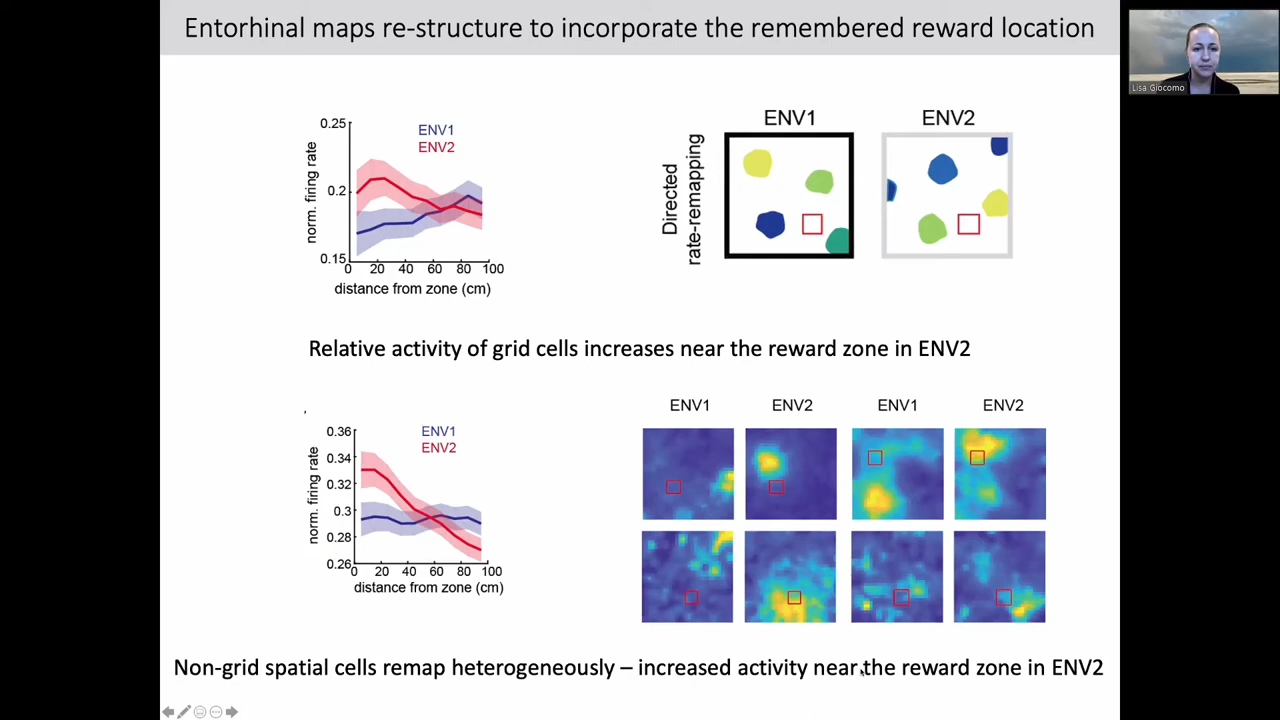 Entorhinal maps re-structure to incorporate the remembered reward location
Lisa Giocomo
norm. firing rate
0.25
0.2
0.15
ENV1
ENV2
0 20 40 60 80 100
distance from zone (cm)
Directed
rate-remapping
ENV1
ENV2
Relative activity of grid cells increases near the reward zone in ENV2
norm. firing rate
0.36
0.34
0.32
0.3
0.28
0.26
ENV1
ENV2
0 20 40 60 80 100
distance from zone (cm)
ENV1 ENV2 ENV1 ENV2
Non-grid spatial cells remap heterogeneously – increased activity near the reward zone in ENV2